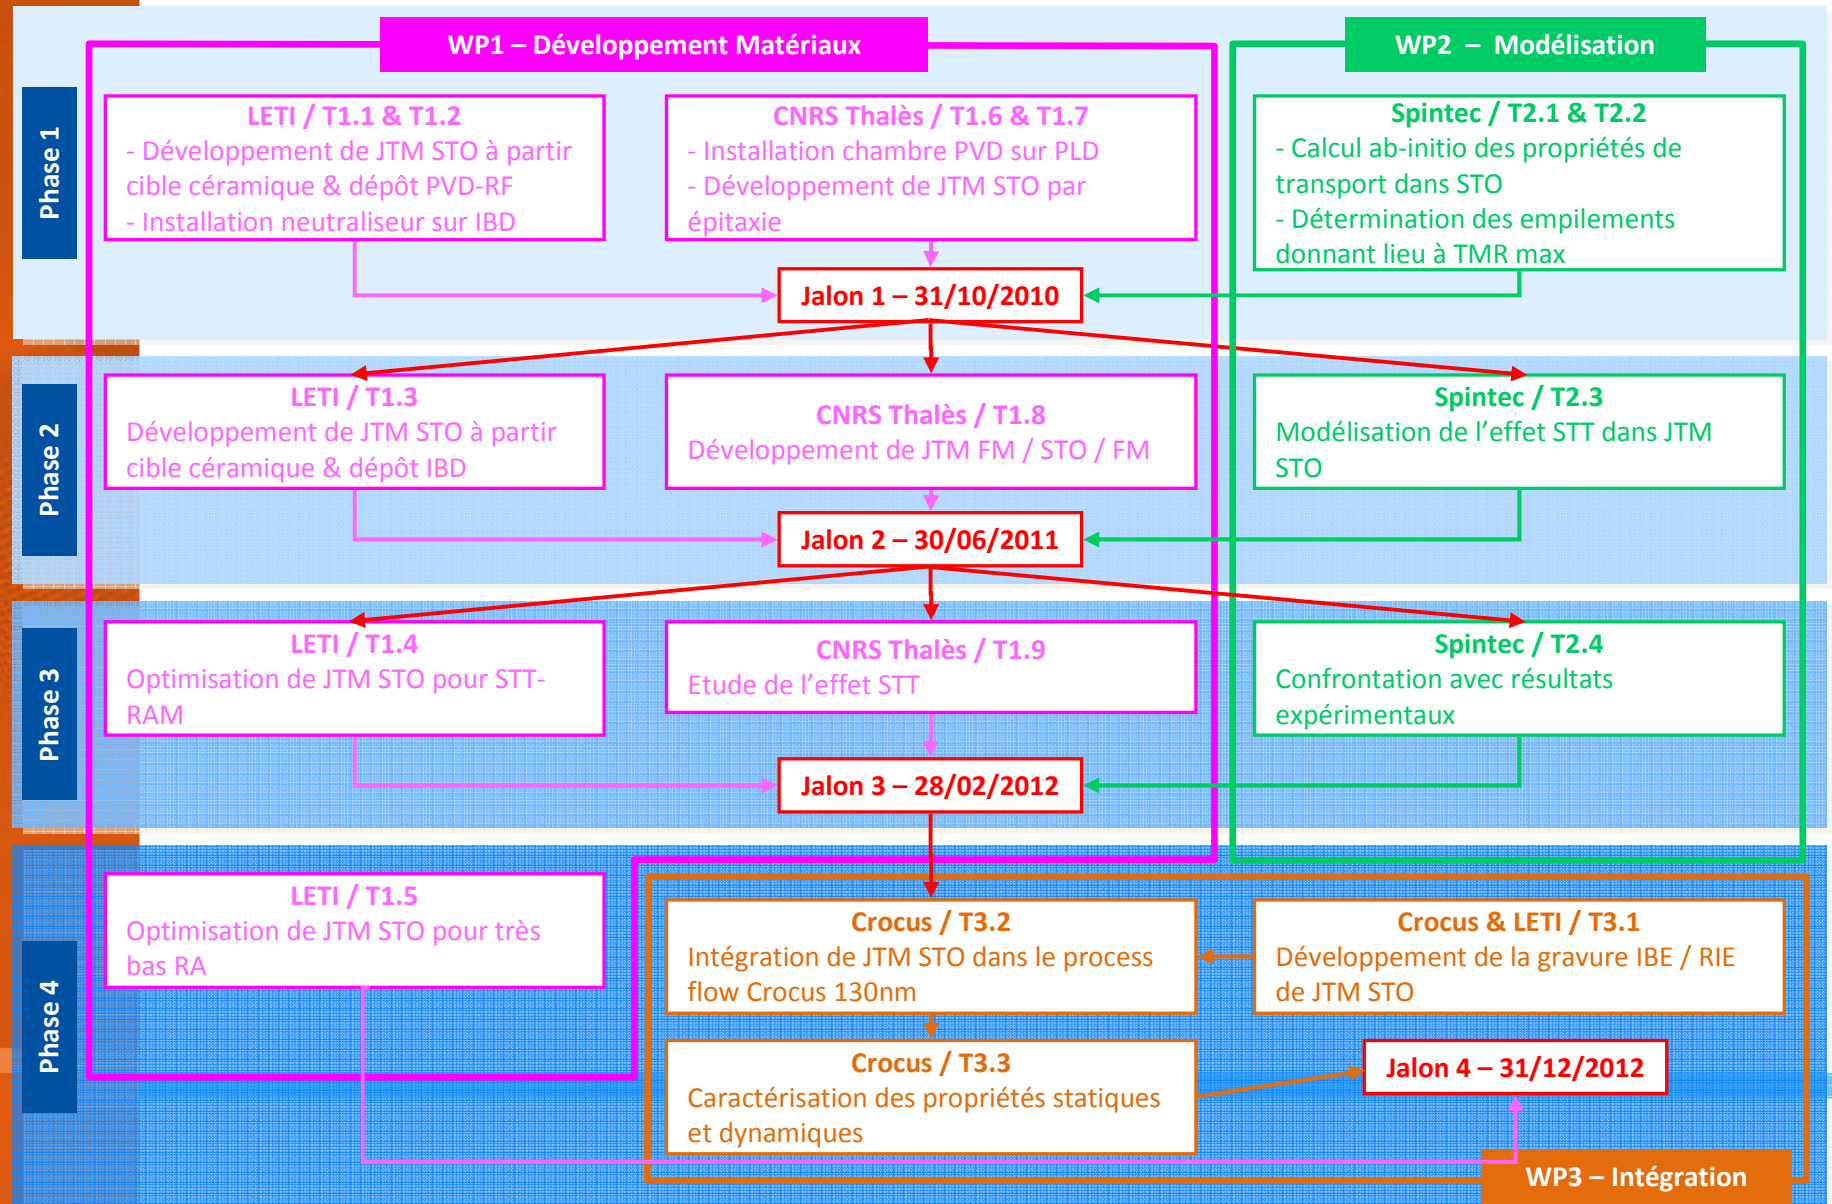 WP1 – Développement Matériaux
WP2 – Modélisation
Phase 1
LETI / T1.1 & T1.2
- Développement de JTM STO à partir
cible céramique & dépôt PVD-RF
- Installation neutraliseur sur IBD
CNRS Thalès / T1.6 & T1.7
- Installation chambre PVD sur PLD
- Développement de JTM STO par
épitaxie
Spintec / T2.1 & T2.2
- Calcul ab-initio des propriétés de
transport dans STO
- Détermination des empilements
donnant lieu à TMR max
Jalon 1 – 31/10/2010
Phase 2
LETI / T1.3
Développement de JTM STO à partir
cible céramique & dépôt IBD
CNRS Thalès / T1.8
Développement de JTM FM / STO / FM
Spintec / T2.3
Modélisation de l’effet STT dans JTM
STO
Jalon 2 – 30/06/2011
Phase 3
LETI / T1.4
Optimisation de JTM STO pour STT-
RAM
CNRS Thalès / T1.9
Etude de l’effet STT
Spintec / T2.4
Confrontation avec résultats
expérimentaux
Jalon 3 – 28/02/2012
Phase 4
LETI / T1.5
Optimisation de JTM STO pour très
bas RA
Crocus / T3.2
Intégration de JTM STO dans le process
flow Crocus 130nm
Crocus & LETI / T3.1
Développement de la gravure IBE / RIE
de JTM STO
Crocus / T3.3
Caractérisation des propriétés statiques
et dynamiques
Jalon 4 – 31/12/2012
WP3 – Intégration